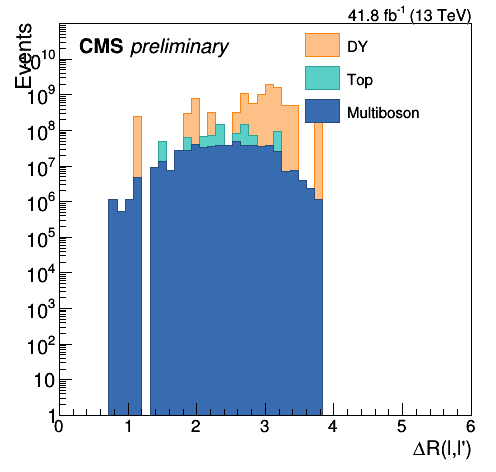 41.8 fb⁻¹ (13 TeV)
Events
CMS preliminary
DY
Top
Multiboson
10¹⁰
10⁹
10⁸
10⁷
10⁶
10⁵
10⁴
10³
10²
10
1
0 1 2 3 4 5 6
ΔR(l,l')